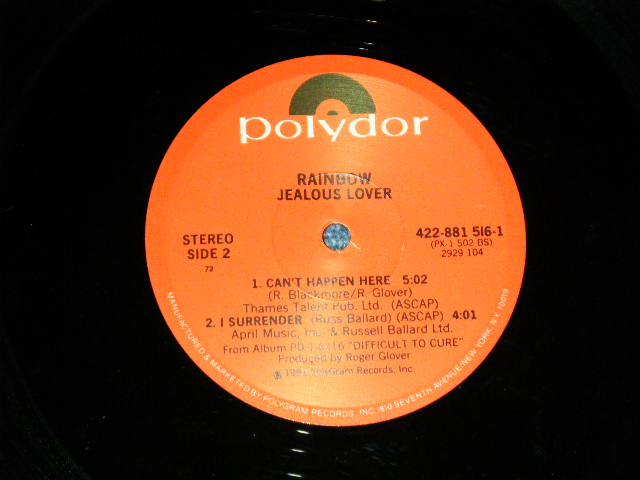 polydor
RAINBOW
JEALOUS LOVER
STEREO
SIDE 2
72
422-881 516-1
(PX-1 502 BS)
2929 104
1. CAN'T HAPPEN HERE 5:02
(R. Blackmore/R. Glover)
Thames Talent Pub. Ltd. (ASCAP)
2. I SURRENDER (Russ Ballard) (ASCAP) 4:01
April Music, Inc. & Russell Ballard Ltd.
From Album PD-1-6316 "DIFFICULT TO CURE"
Produced by Roger Glover
℗ 1981 PolyGram Records, Inc.
MANUFACTURED & MARKETED BY POLYGRAM RECORDS, INC. 810 SEVENTH AVENUE/NEW YORK, N.Y. 10019